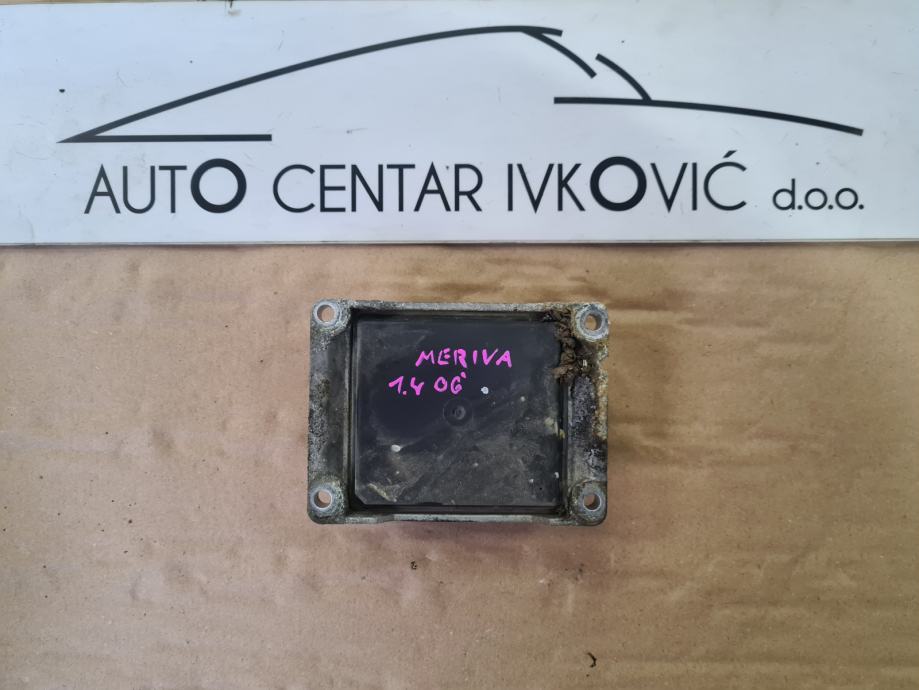 AUTO CENTAR IVKOVIĆ d.o.o.
MERIVA
1.4 06'